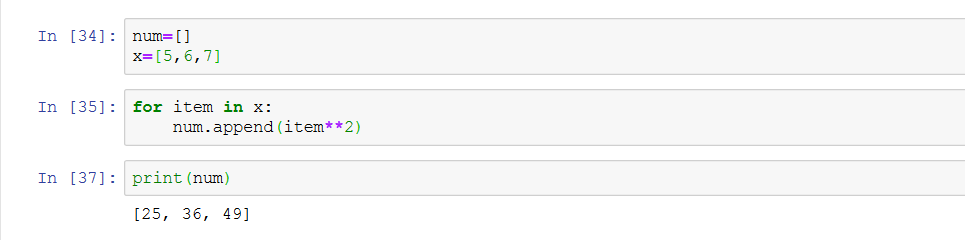 In [34]: num=[]
x=[5,6,7]
In [35]: for item in x:
    num.append(item**2)
In [37]: print(num)
[25, 36, 49]